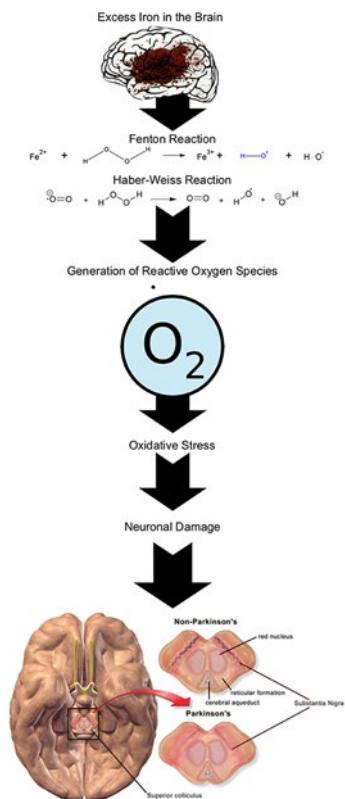 Excess Iron in the Brain
Fenton Reaction
Fe2+ + H O O H → Fe3+ + H O• + H O-
Haber-Weiss Reaction
•O O⊖ + H O O H → O=O + H O• + ⊖O H
Generation of Reactive Oxygen Species
O2
Oxidative Stress
Neuronal Damage
Non-Parkinson's
red nucleus
reticular formation
cerebral aqueduct
Substantia Nigra
Parkinson's
Superior colliculus